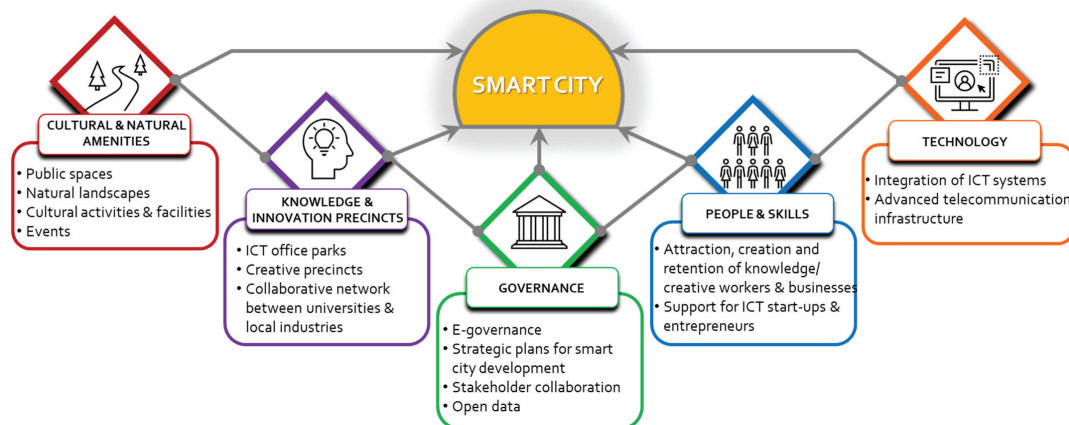 SMART CITY
CULTURAL & NATURAL
AMENITIES
• Public spaces
• Natural landscapes
• Cultural activities & facilities
• Events
KNOWLEDGE &
INNOVATION PRECINCTS
• ICT office parks
• Creative precincts
• Collaborative network
between universities &
local industries
GOVERNANCE
• E-governance
• Strategic plans for smart
city development
• Stakeholder collaboration
• Open data
PEOPLE & SKILLS
• Attraction, creation and
retention of knowledge/
creative workers & businesses
• Support for ICT start-ups &
entrepreneurs
TECHNOLOGY
• Integration of ICT systems
• Advanced telecommunication
infrastructure